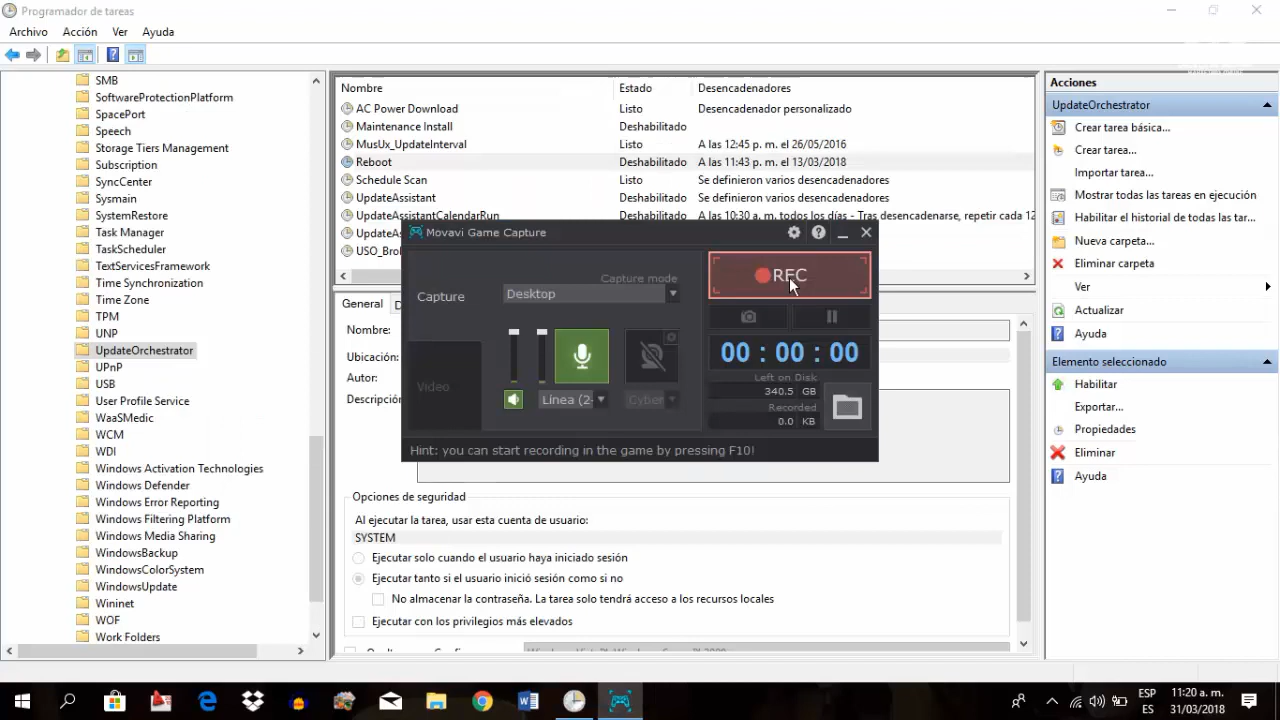 Programador de tareas
Archivo Acción Ver Ayuda
SMB
SoftwareProtectionPlatform
SpacePort
Speech
Storage Tiers Management
Subscription
SyncCenter
Sysmain
SystemRestore
Task Manager
TaskScheduler
TextServicesFramework
Time Synchronization
Time Zone
TPM
UNP
UpdateOrchestrator
UPnP
USB
User Profile Service
WaaSMedic
WCM
WDI
Windows Activation Technologies
Windows Defender
Windows Error Reporting
Windows Filtering Platform
Windows Media Sharing
WindowsBackup
WindowsColorSystem
WindowsUpdate
Wininet
WOF
Work Folders
Nombre Estado Desencadenadores
AC Power Download Listo Desencadenador personalizado
Maintenance Install Deshabilitado
MusUx_UpdateInterval Listo A las 12:45 p. m. el 26/05/2016
Reboot Deshabilitado A las 11:43 p. m. el 13/03/2018
Schedule Scan Listo Se definieron varios desencadenadores
UpdateAssistant Deshabilitado Se definieron varios desencadenadores
UpdateAssistantCalendarRun Deshabilitado A las 10:30 a. m. todos los días - Tras desencadenarse, repetir cada 12
UpdateAs
USO_Bro
Movavi Game Capture
Capture mode
Capture Desktop
REC
00 : 00 : 00
Left on Disk
340.5 GB
Recorded
0.0 KB
Video
Línea (2- Cyber
Hint: you can start recording in the game by pressing F10!
General
Nombre:
Ubicación:
Autor:
Descripció
Opciones de seguridad
Al ejecutar la tarea, usar esta cuenta de usuario:
SYSTEM
Ejecutar solo cuando el usuario haya iniciado sesión
Ejecutar tanto si el usuario inició sesión como si no
No almacenar la contraseña. La tarea solo tendrá acceso a los recursos locales
Ejecutar con los privilegios más elevados
Acciones
UpdateOrchestrator
Crear tarea básica...
Crear tarea...
Importar tarea...
Mostrar todas las tareas en ejecución
Habilitar el historial de todas las tar...
Nueva carpeta...
Eliminar carpeta
Ver
Actualizar
Ayuda
Elemento seleccionado
Habilitar
Exportar...
Propiedades
Eliminar
Ayuda
ESP 11:20 a. m.
ES 31/03/2018